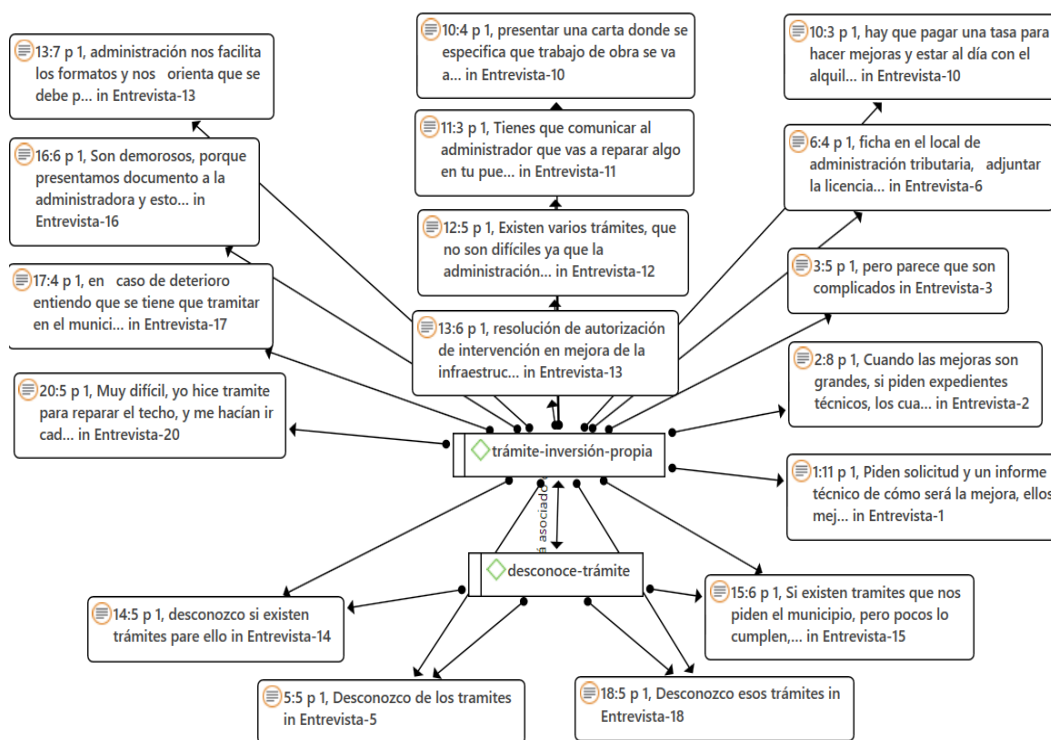 13:7 p 1, administración nos facilita
los formatos y nos orienta que se
debe p... in Entrevista-13
10:4 p 1, presentar una carta donde se
especifica que trabajo de obra se va
a... in Entrevista-10
10:3 p 1, hay que pagar una tasa para
hacer mejoras y estar al día con el
alquil... in Entrevista-10
16:6 p 1, Son demorosos, porque
presentamos documento a la
administradora y esto... in
Entrevista-16
11:3 p 1, Tienes que comunicar al
administrador que vas a reparar algo
en tu pue... in Entrevista-11
6:4 p 1, ficha en el local de
administración tributaria, adjuntar
la licencia... in Entrevista-6
12:5 p 1, Existen varios trámites, que
no son difíciles ya que la
administración... in Entrevista-12
17:4 p 1, en caso de deterioro
entiendo que se tiene que tramitar
en el munici... in Entrevista-17
3:5 p 1, pero parece que son
complicados in Entrevista-3
13:6 p 1, resolución de autorización
de intervención en mejora de la
infraestruc... in Entrevista-13
20:5 p 1, Muy difícil, yo hice tramite
para reparar el techo, y me hacían ir
cad... in Entrevista-20
2:8 p 1, Cuando las mejoras son
grandes, si piden expedientes
técnicos, los cua... in Entrevista-2
trámite-inversión-propia
1:11 p 1, Piden solicitud y un informe
técnico de cómo será la mejora, ellos
mej... in Entrevista-1
á asociado
desconoce-trámite
14:5 p 1, desconozco si existen
trámites pare ello in Entrevista-14
15:6 p 1, Si existen tramites que nos
piden el municipio, pero pocos lo
cumplen,... in Entrevista-15
5:5 p 1, Desconozco de los tramites
in Entrevista-5
18:5 p 1, Desconozco esos trámites in
Entrevista-18